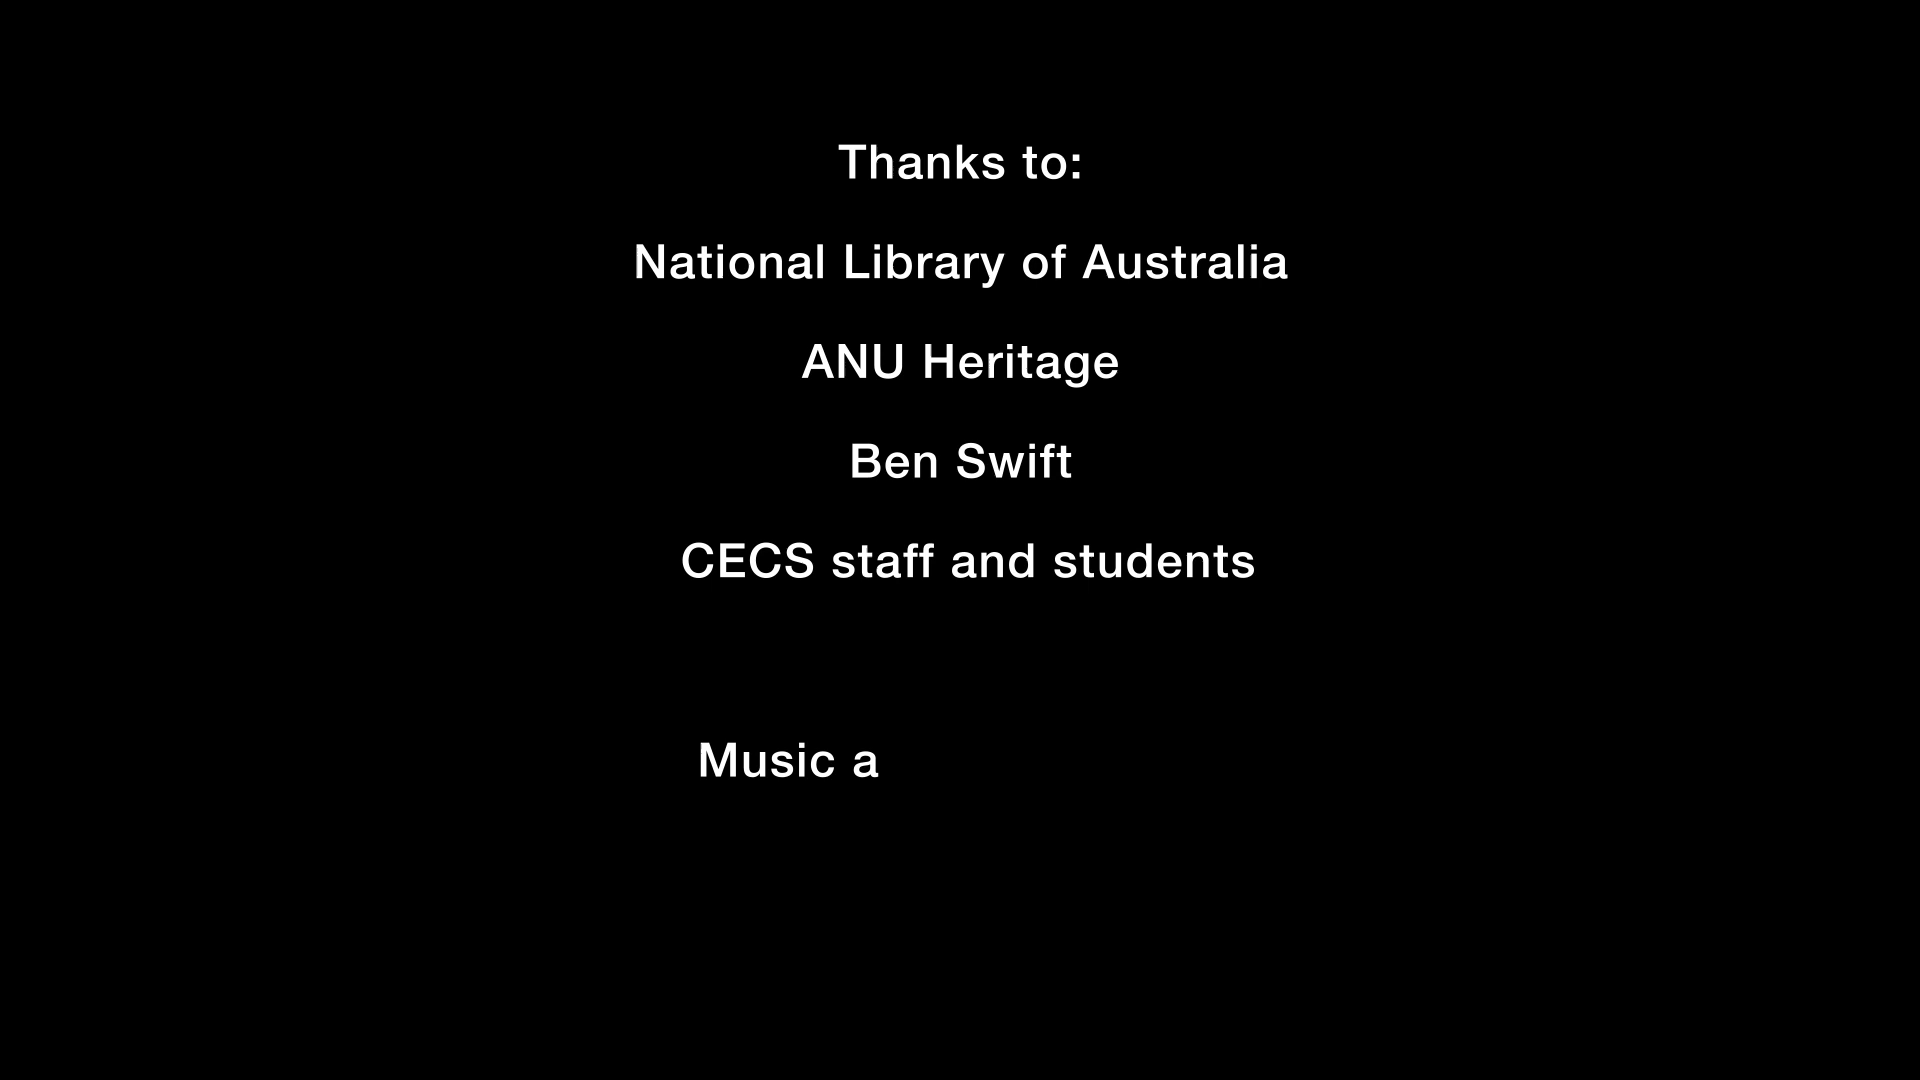 Thanks to:
National Library of Australia
ANU Heritage
Ben Swift
CECS staff and students
Music a